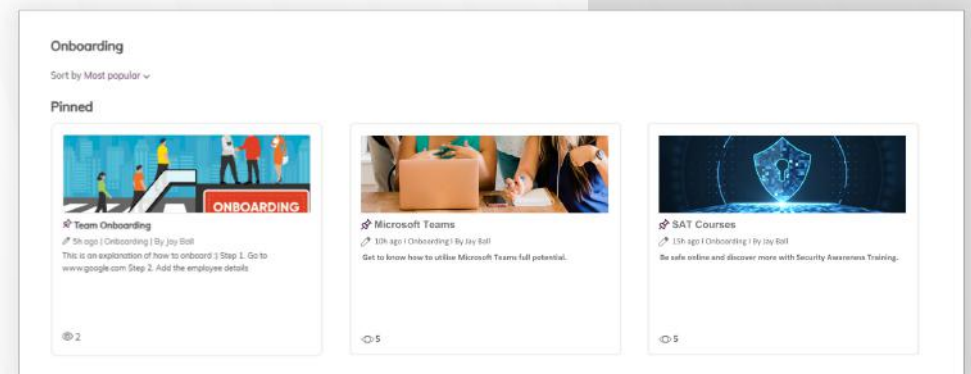 Onboarding
Sort by Most popular
Pinned
ONBOARDING
Team Onboarding
5h ago | Onboarding | By Jay Ball
This is an explanation of how to onboard :) Step 1. Go to
www.google.com Step 2. Add the employee details
2
Microsoft Teams
10h ago I Onboarding I By Jay Ball
Get to know how to utilise Microsoft Teams full potential.
5
SAT Courses
15h ago I Onboarding I By Jay Ball
Be safe online and discover more with Security Awareness Training.
5